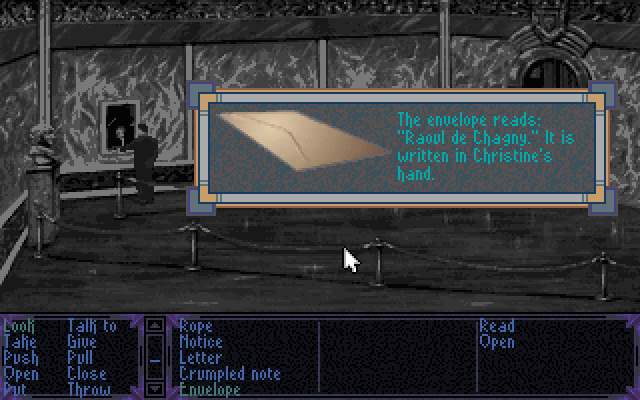 The envelope reads:
"Raoul de Chagny." It is
written in Christine's
hand.
Look Talk to
Take Give
Push Pull
Open Close
Put Throw
Rope
Notice
Letter
Crumpled note
Envelope
Read
Open